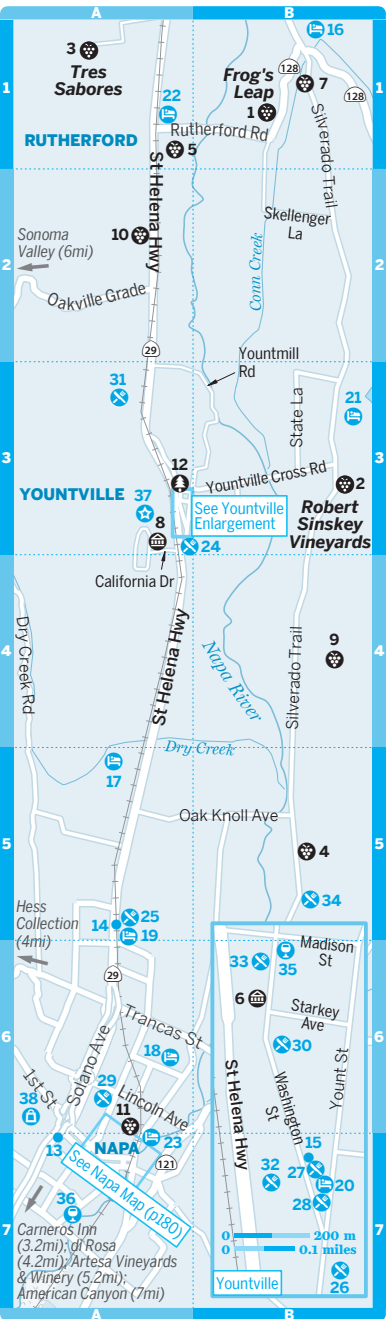 A
B
16
3
Tres
Sabores
1
Frog's
Leap
1
128
7
128
1
22
RUTHERFORD
Rutherford Rd
5
St Helena Hwy
Silverado Trail
Skellenger
La
10
Sonoma
Valley (6mi)
2
Conn Creek
2
Oakville Grade
29
Yountmill
Rd
31
State La
21
3
12
Yountville Cross Rd
3
YOUNTVILLE
37
2
See Yountville
Enlargement
Robert
Sinskey
Vineyards
8
24
California Dr
Dry Creek Rd
St Helena Hwy
Napa River
Silverado Trail
9
4
4
Dry Creek
17
Oak Knoll Ave
5
4
5
34
Hess
Collection
(4mi)
25
14
19
29
Madison
St
33
35
6
Starkey
Ave
Trancas St
6
6
Solano Ave
18
30
St Helena Hwy
Washington
St
Yount St
1st St
29
Lincoln Ave
38
11
NAPA
23
13
121
See Napa Map (p180)
15
27
32
20
28
36
7
7
0 200 m
0 0.1 miles
Carneros Inn
(3.2mi); di Rosa
(4.2mi); Artesa Vineyards
& Winery (5.2mi);
American Canyon (7mi)
26
Yountville
A
B